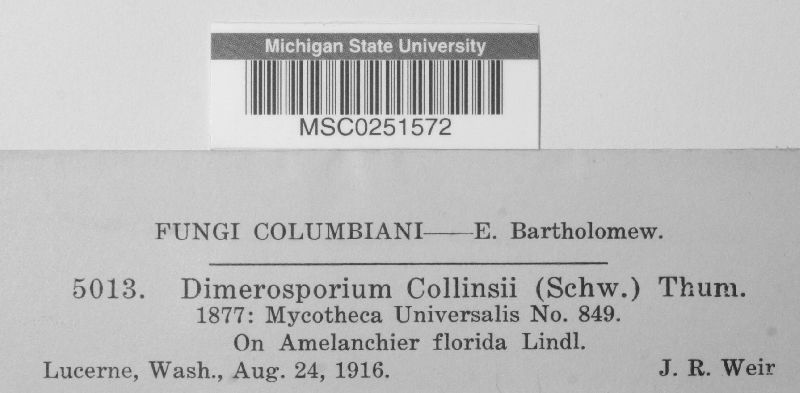 Michigan State University
MSC0251572
FUNGI COLUMBIANI—E. Bartholomew.
5013. Dimerosporium Collinsii (Schw.) Thum.
1877: Mycotheca Universalis No. 849.
On Amelanchier florida Lindl.
Lucerne, Wash., Aug. 24, 1916. J. R. Weir